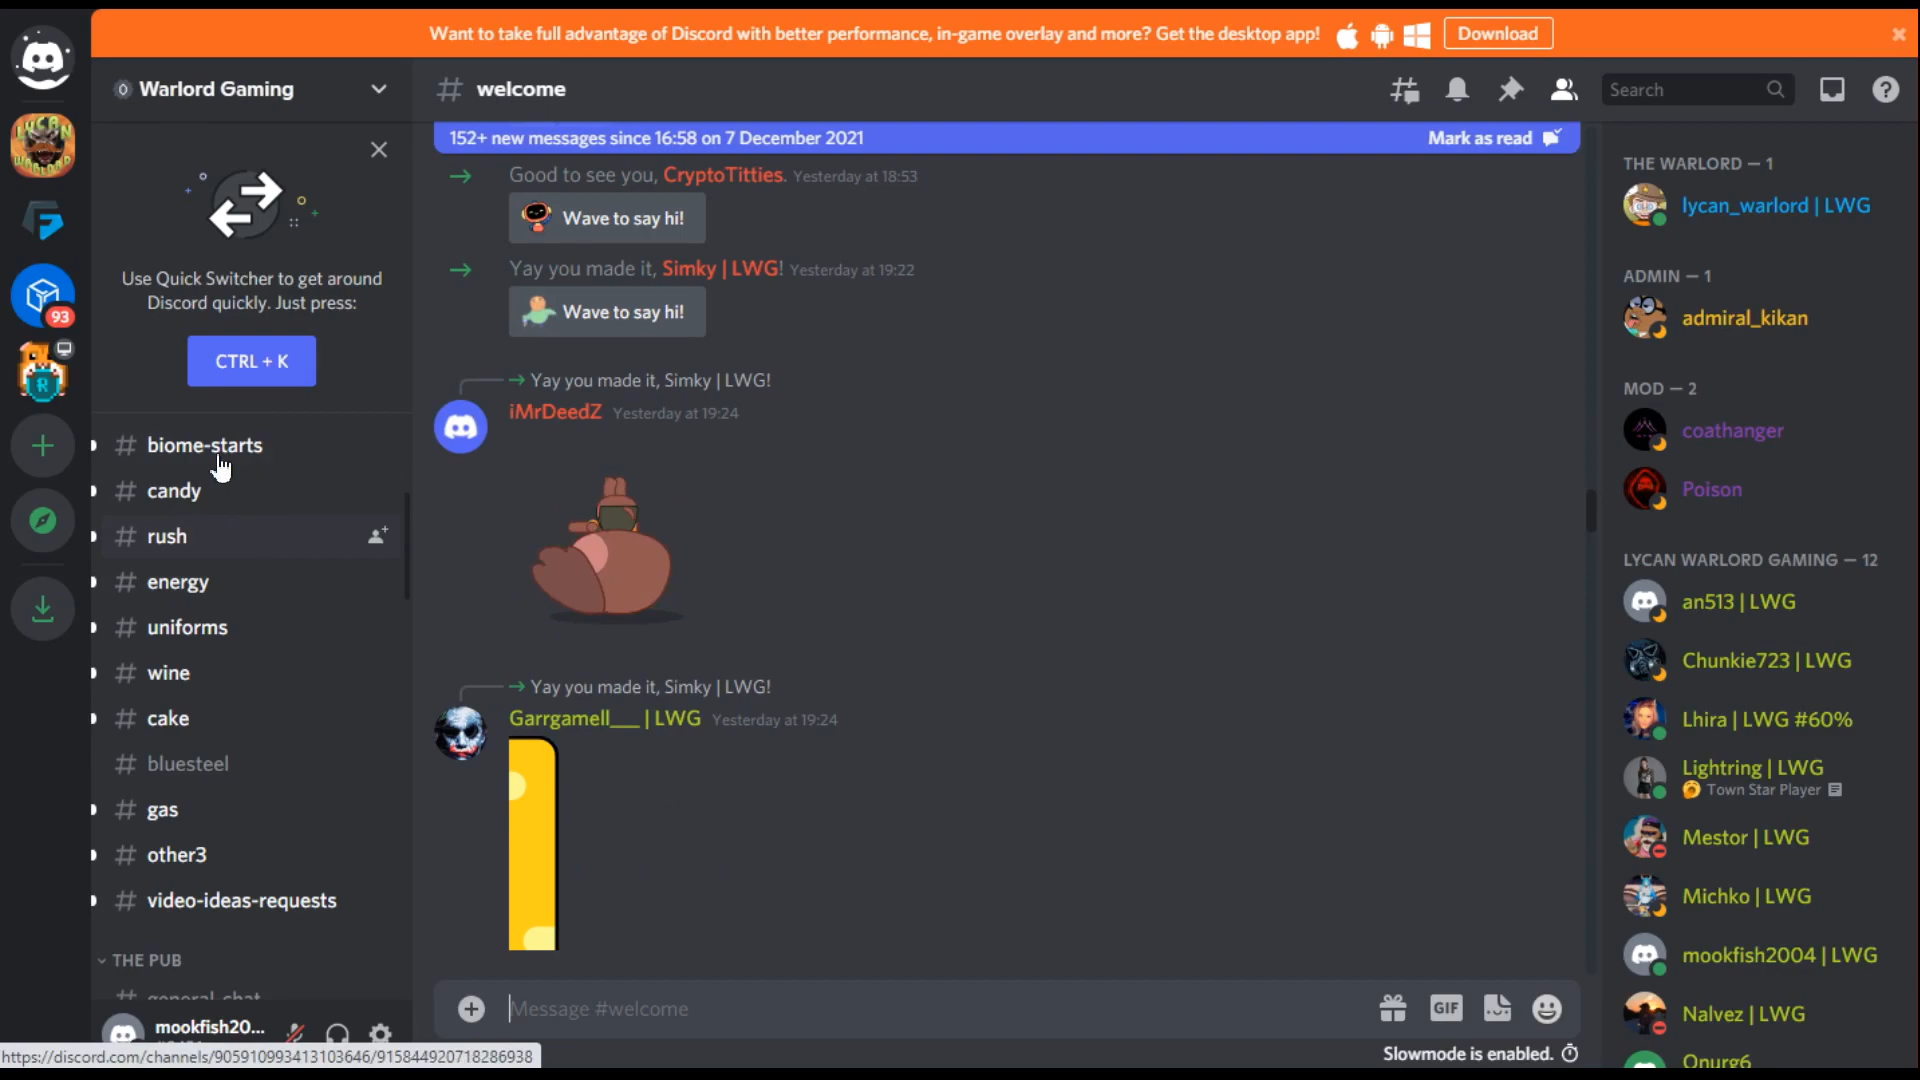 Want to take full advantage of Discord with better performance, in-game overlay and more? Get the desktop app!
Download
LYCAN
WARLORD
93
R
Warlord Gaming
Use Quick Switcher to get around
Discord quickly. Just press:
CTRL + K
biome-starts
candy
rush
energy
uniforms
wine
cake
bluesteel
gas
other3
video-ideas-requests
THE PUB
general-chat
mookfish20...
https://discord.com/channels/905910993413103646/915844920718286938
# welcome
Search
152+ new messages since 16:58 on 7 December 2021
Mark as read
Good to see you, CryptoTitties. Yesterday at 18:53
Wave to say hi!
Yay you made it, Simky | LWG! Yesterday at 19:22
Wave to say hi!
Yay you made it, Simky | LWG!
iMrDeedZ Yesterday at 19:24
Yay you made it, Simky | LWG!
Garrgamell___ | LWG Yesterday at 19:24
Message #welcome
GIF
Slowmode is enabled.
THE WARLORD — 1
lycan_warlord | LWG
ADMIN — 1
admiral_kikan
MOD — 2
coathanger
Poison
LYCAN WARLORD GAMING — 12
an513 | LWG
Chunkie723 | LWG
Lhira | LWG #60%
Lightring | LWG
Town Star Player
Mestor | LWG
Michko | LWG
mookfish2004 | LWG
Nalvez | LWG
Onurg6